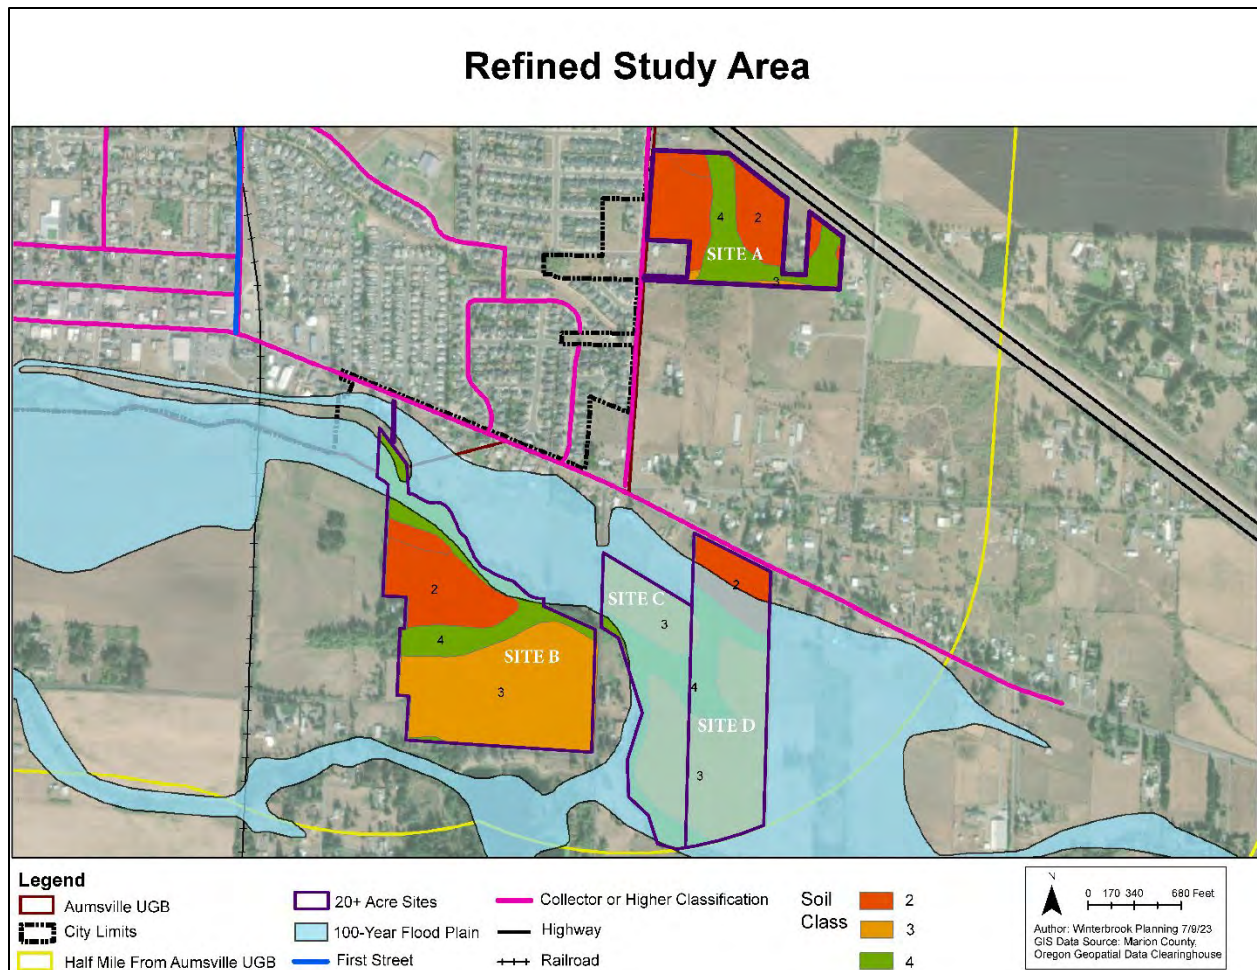 Refined Study Area
4
2
SITE A
3
2
2
SITE C
3
4
SITE B
3
4
SITE D
3
Legend
Aumsville UGB
City Limits
Half Mile From Aumsville UGB
20+ Acre Sites
100-Year Flood Plain
First Street
Collector or Higher Classification
Highway
Railroad
Soil
Class
2
3
4
N
0 170 340 680 Feet
Author: Winterbrook Planning 7/9/23
GIS Data Source: Marion County,
Oregon Geospatial Data Clearinghouse